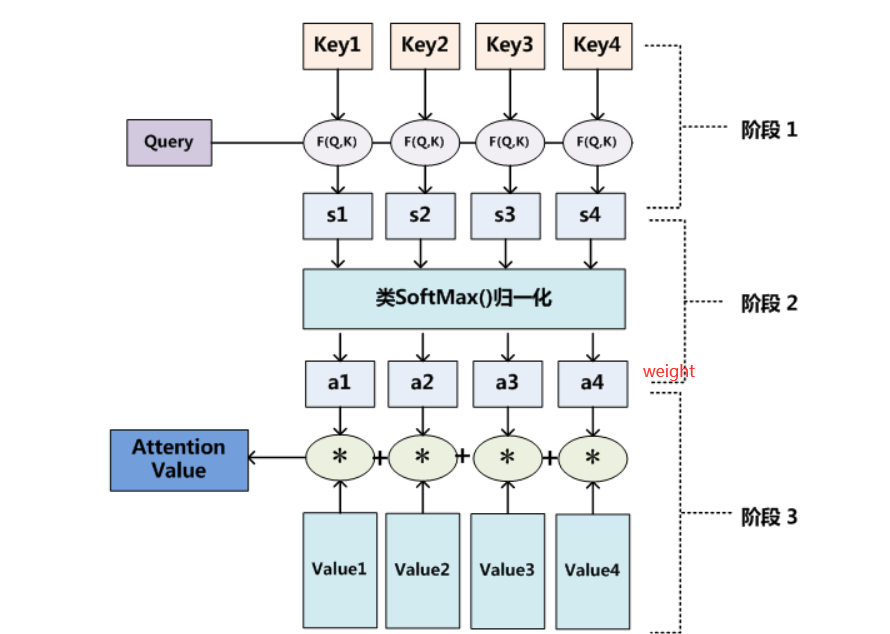 Key1 Key2 Key3 Key4
阶段 1
Query F(Q,K) F(Q,K) F(Q,K) F(Q,K)
s1 s2 s3 s4
类SoftMax()归一化
阶段 2
a1 a2 a3 a4
weight
Attention
Value
* + * + * + *
阶段 3
Value1 Value2 Value3 Value4